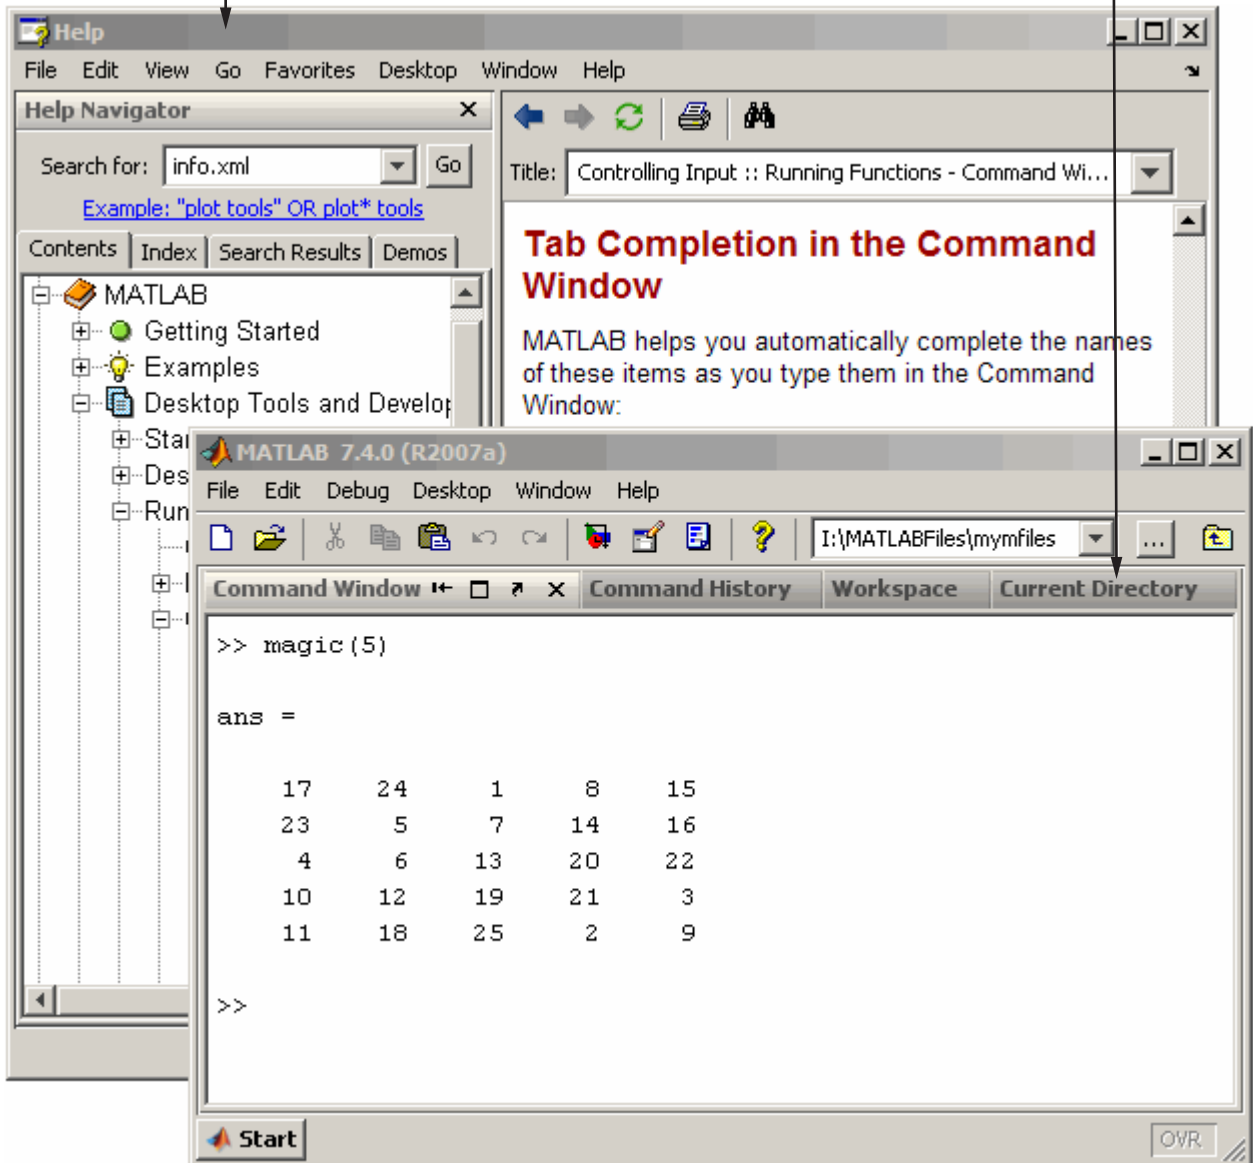 Help
File Edit View Go Favorites Desktop Window Help
Help Navigator
Search for: info.xml Go
Example: "plot tools" OR plot* tools
Contents Index Search Results Demos
MATLAB
Getting Started
Examples
Desktop Tools and Develop
Star
Des
Run
Title: Controlling Input :: Running Functions - Command Wi...
Tab Completion in the Command
Window
MATLAB helps you automatically complete the names
of these items as you type them in the Command
Window:
MATLAB 7.4.0 (R2007a)
File Edit Debug Desktop Window Help
I:\MATLABFiles\mymfiles ...
Command Window Command History Workspace Current Directory
>> magic(5)
ans =
17 24 1 8 15
23 5 7 14 16
4 6 13 20 22
10 12 19 21 3
11 18 25 2 9
>>
Start
OVR